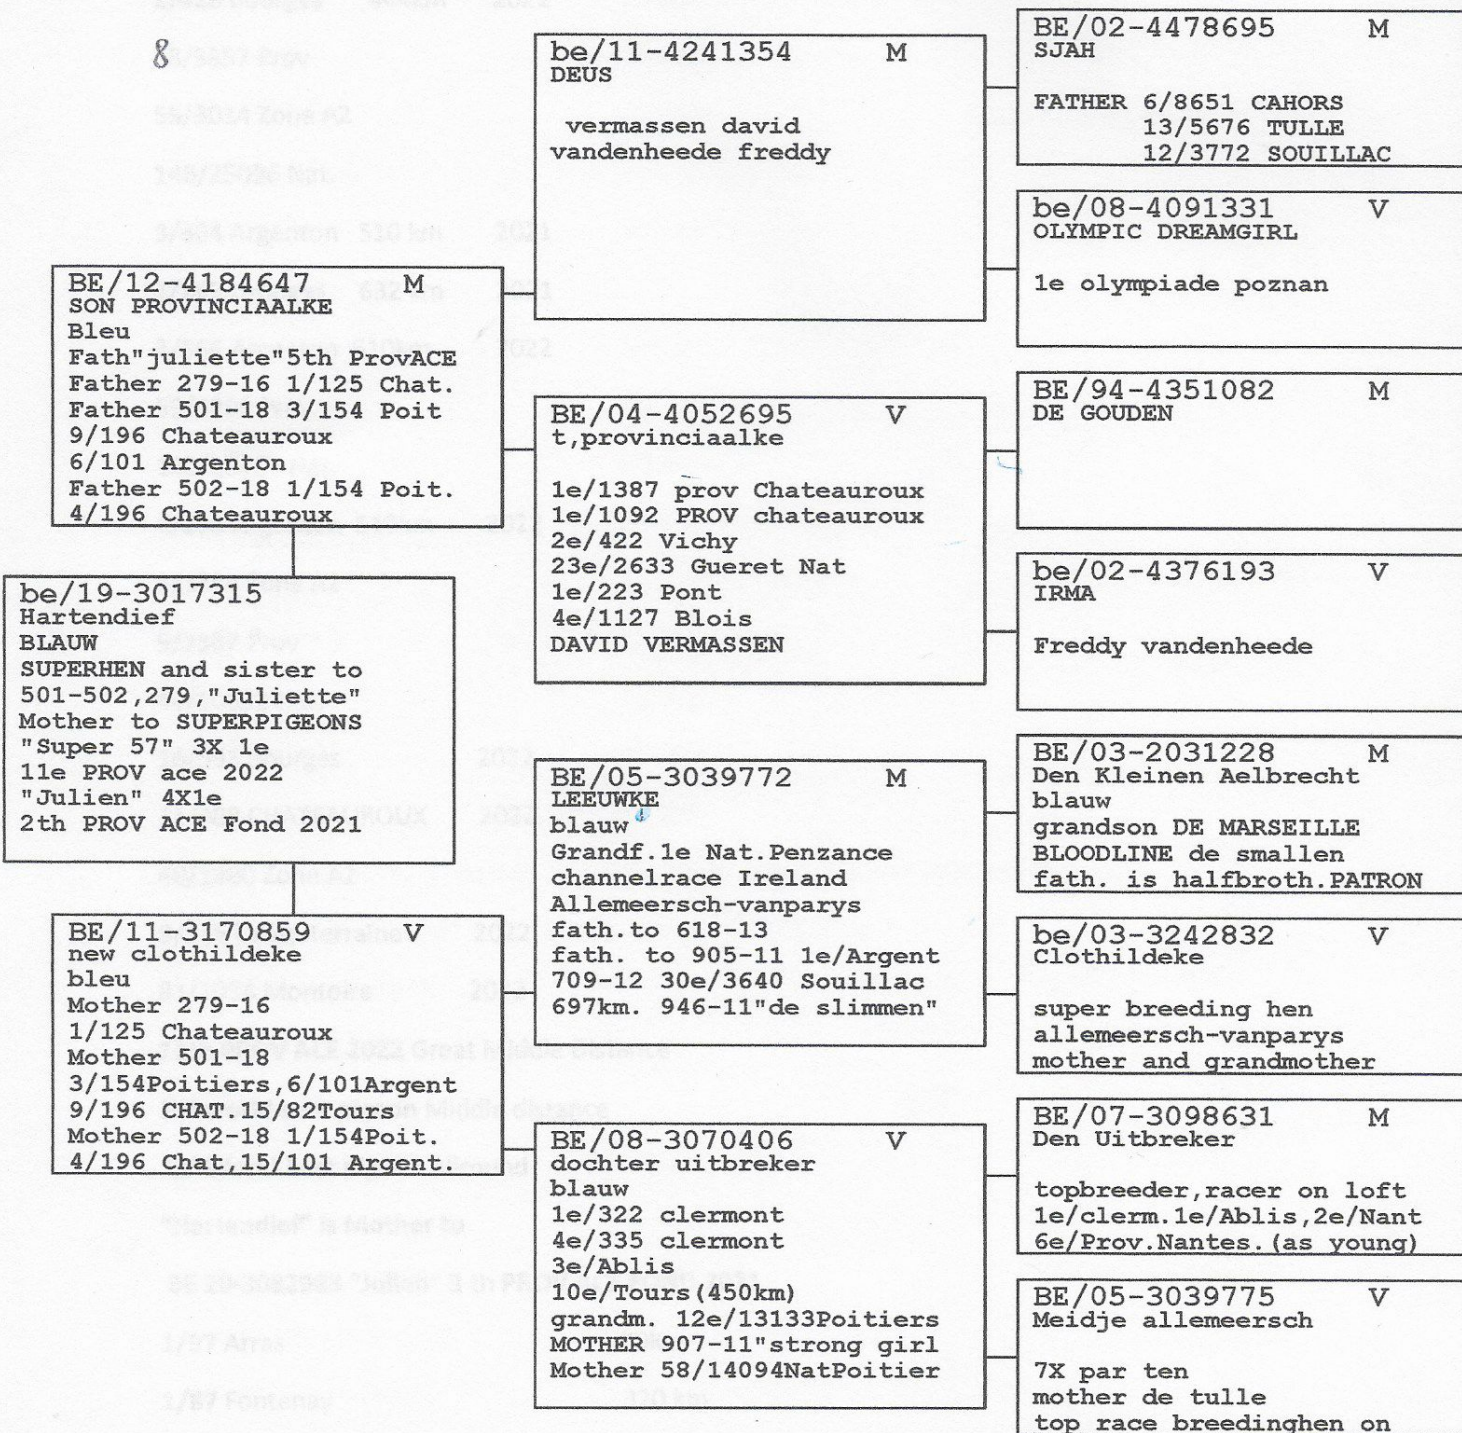 8
be/19-3017315
Hartendief
BLAUW
SUPERHEN and sister to
501-502,279,"Juliette"
Mother to SUPERPIGEONS
"Super 57" 3X 1e
11e PROV ace 2022
"Julien" 4X1e
2th PROV ACE Fond 2021
BE/12-4184647 M
SON PROVINCIAALKE
Bleu
Fath"juliette"5th ProvACE
Father 279-16 1/125 Chat.
Father 501-18 3/154 Poit
9/196 Chateauroux
6/101 Argenton
Father 502-18 1/154 Poit.
4/196 Chateauroux
BE/11-3170859 V
new clothildeke
bleu
Mother 279-16
1/125 Chateauroux
Mother 501-18
3/154Poitiers,6/101Argent
9/196 CHAT.15/82Tours
Mother 502-18 1/154Poit.
4/196 Chat,15/101 Argent.
be/11-4241354 M
DEUS
vermassen david
vandenheede freddy
BE/04-4052695 V
t,provinciaalke
1e/1387 prov Chateauroux
1e/1092 PROV chateauroux
2e/422 Vichy
23e/2633 Gueret Nat
1e/223 Pont
4e/1127 Blois
DAVID VERMASSEN
BE/05-3039772 M
LEEUWKE
blauw
Grandf.1e Nat.Penzance
channelrace Ireland
Allemeersch-vanparys
fath.to 618-13
fath. to 905-11 1e/Argent
709-12 30e/3640 Souillac
697km. 946-11"de slimmen"
BE/08-3070406 V
dochter uitbreker
blauw
1e/322 clermont
4e/335 clermont
3e/Ablis
10e/Tours(450km)
grandm. 12e/13133Poitiers
MOTHER 907-11"strong girl
Mother 58/14094NatPoitier
BE/02-4478695 M
SJAH
FATHER 6/8651 CAHORS
13/5676 TULLE
12/3772 SOUILLAC
be/08-4091331 V
OLYMPIC DREAMGIRL
1e olympiade poznan
BE/94-4351082 M
DE GOUDEN
be/02-4376193 V
IRMA
Freddy vandenheede
BE/03-2031228 M
Den Kleinen Aelbrecht
blauw
grandson DE MARSEILLE
BLOODLINE de smallen
fath. is halfbroth.PATRON
be/03-3242832 V
Clothildeke
super breeding hen
allemeersch-vanparys
mother and grandmother
BE/07-3098631 M
Den Uitbreker
topbreeder,racer on loft
1e/clerm.1e/Ablis,2e/Nant
6e/Prov.Nantes.(as young)
BE/05-3039775 V
Meidje allemeersch
7X par ten
mother de tulle
top race breedinghen on